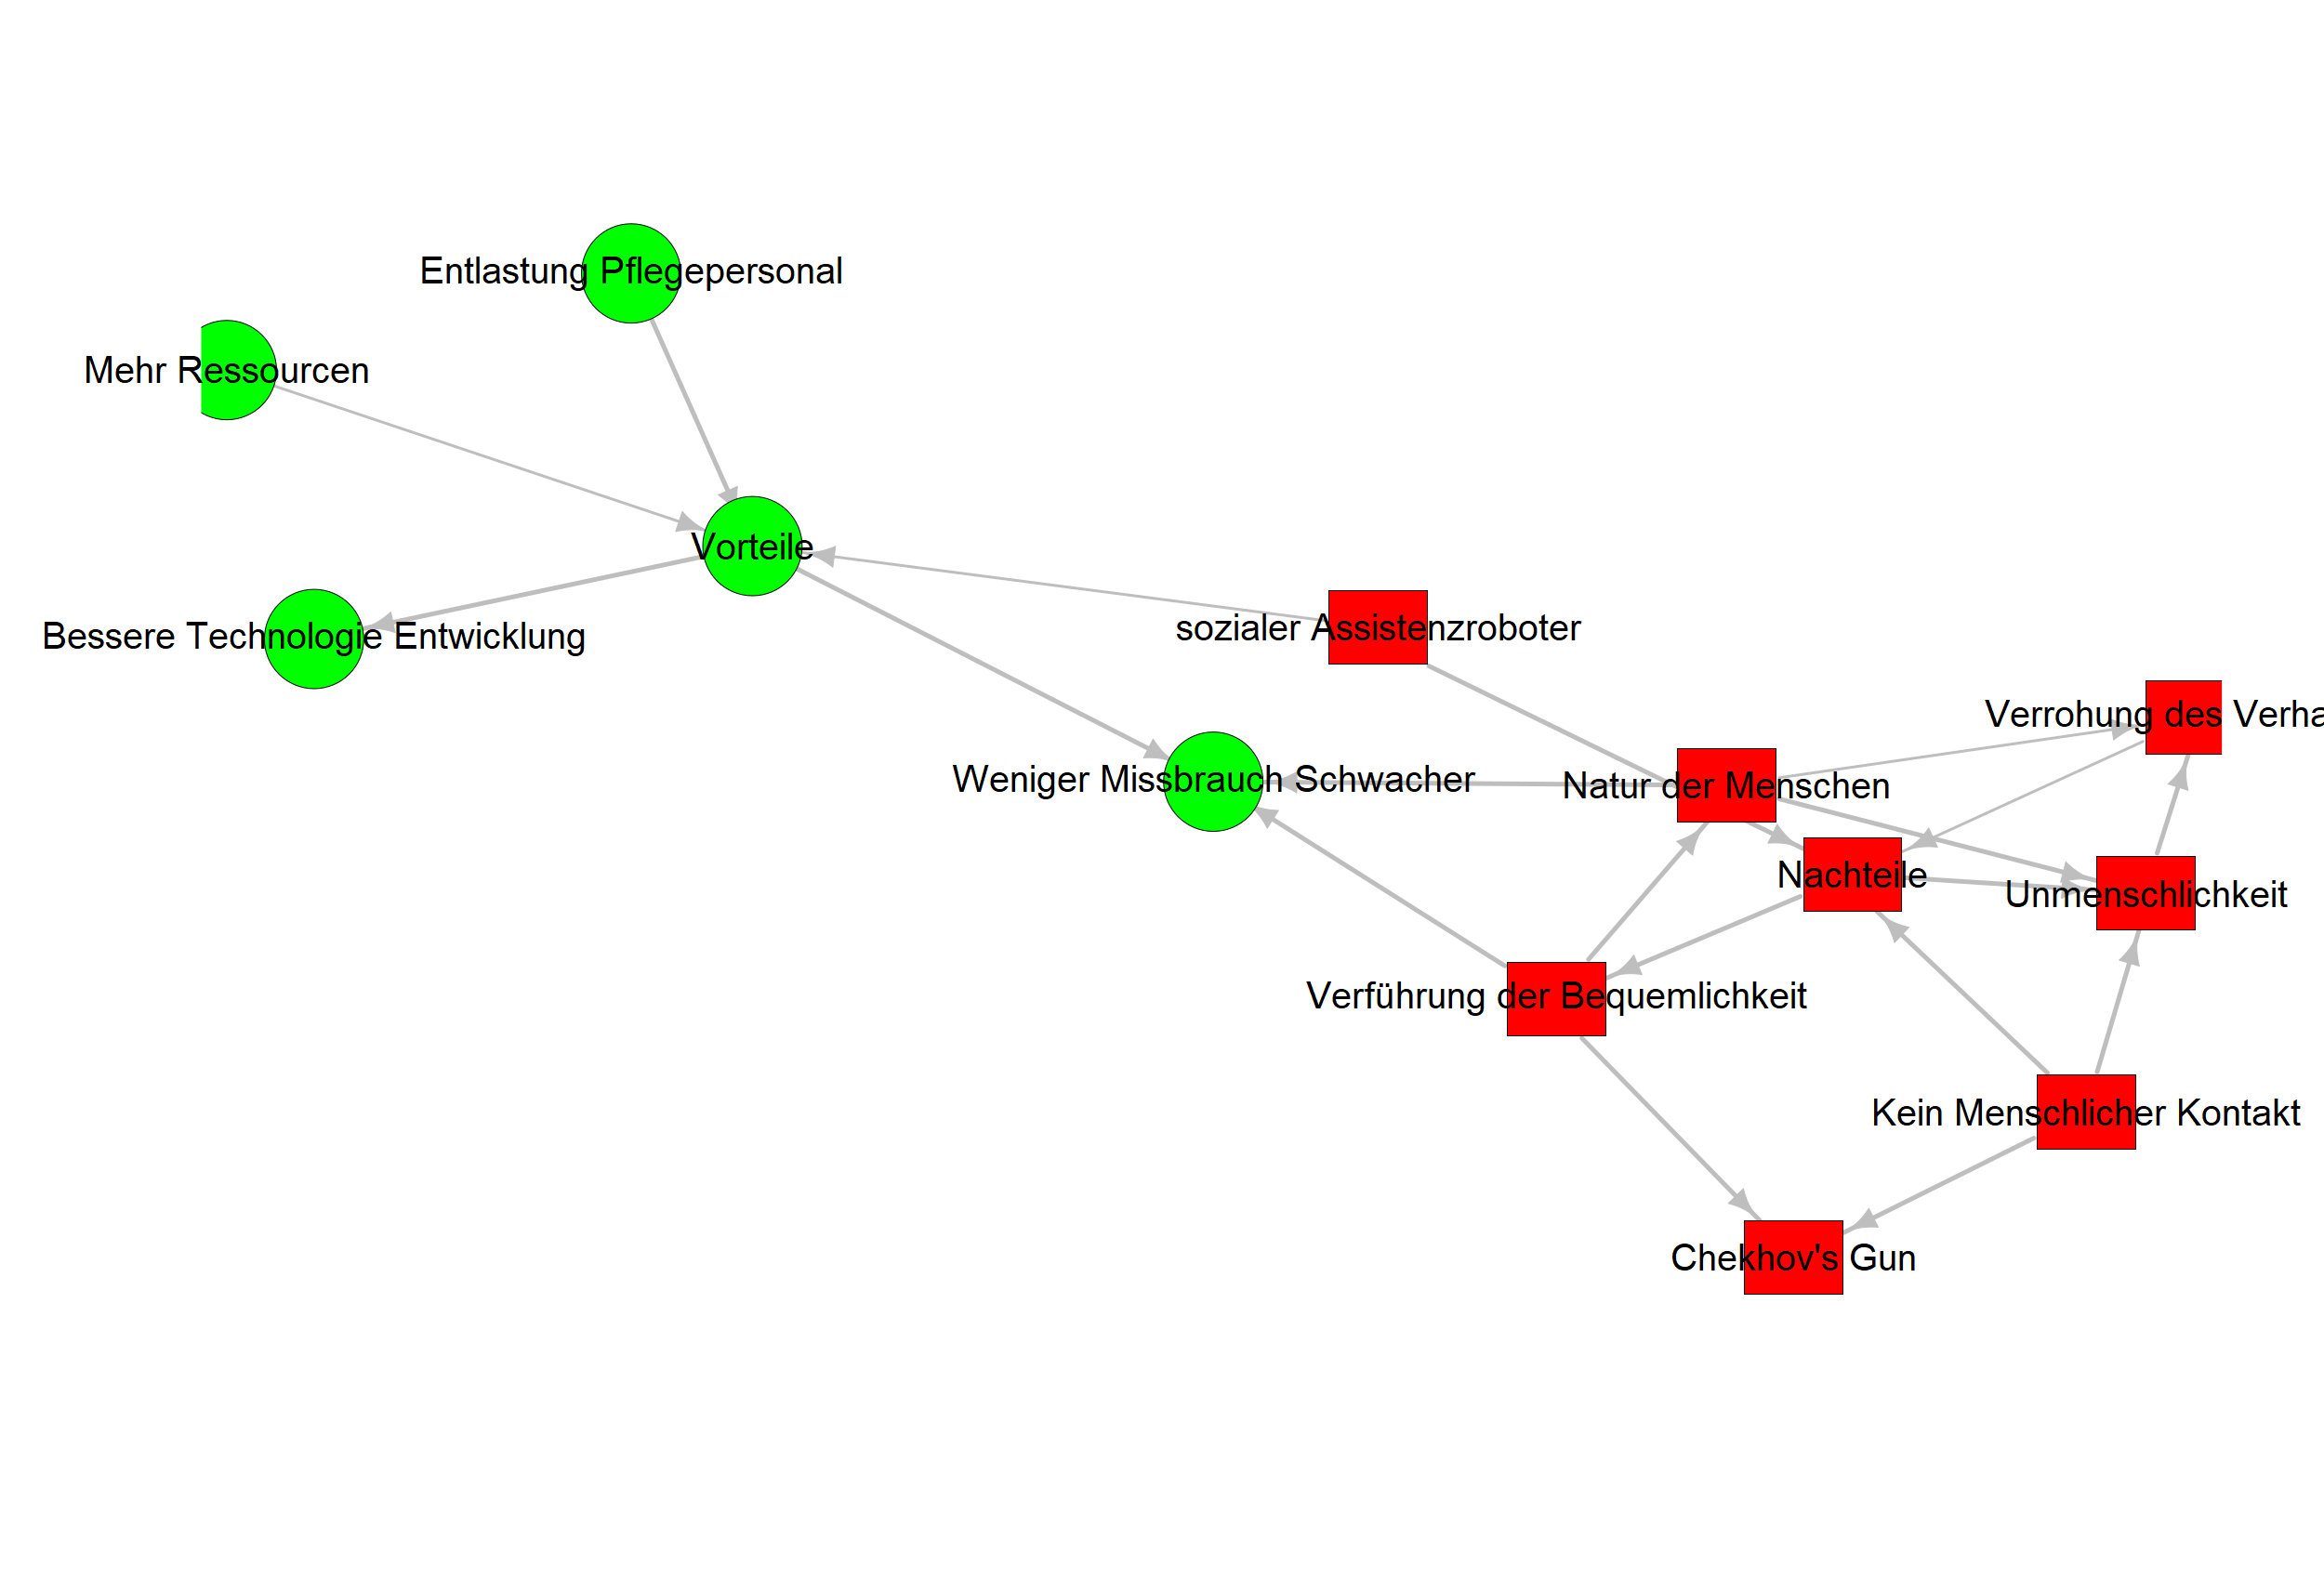 Entlastung Pflegepersonal
Mehr Ressourcen
Vorteile
Bessere Technologie Entwicklung
sozialer Assistenzroboter
Verrohung des Verha
Weniger Missbrauch Schwacher
Natur der Menschen
Nachteile
Unmenschlichkeit
Verführung der Bequemlichkeit
Kein Menschlicher Kontakt
Chekhov's Gun